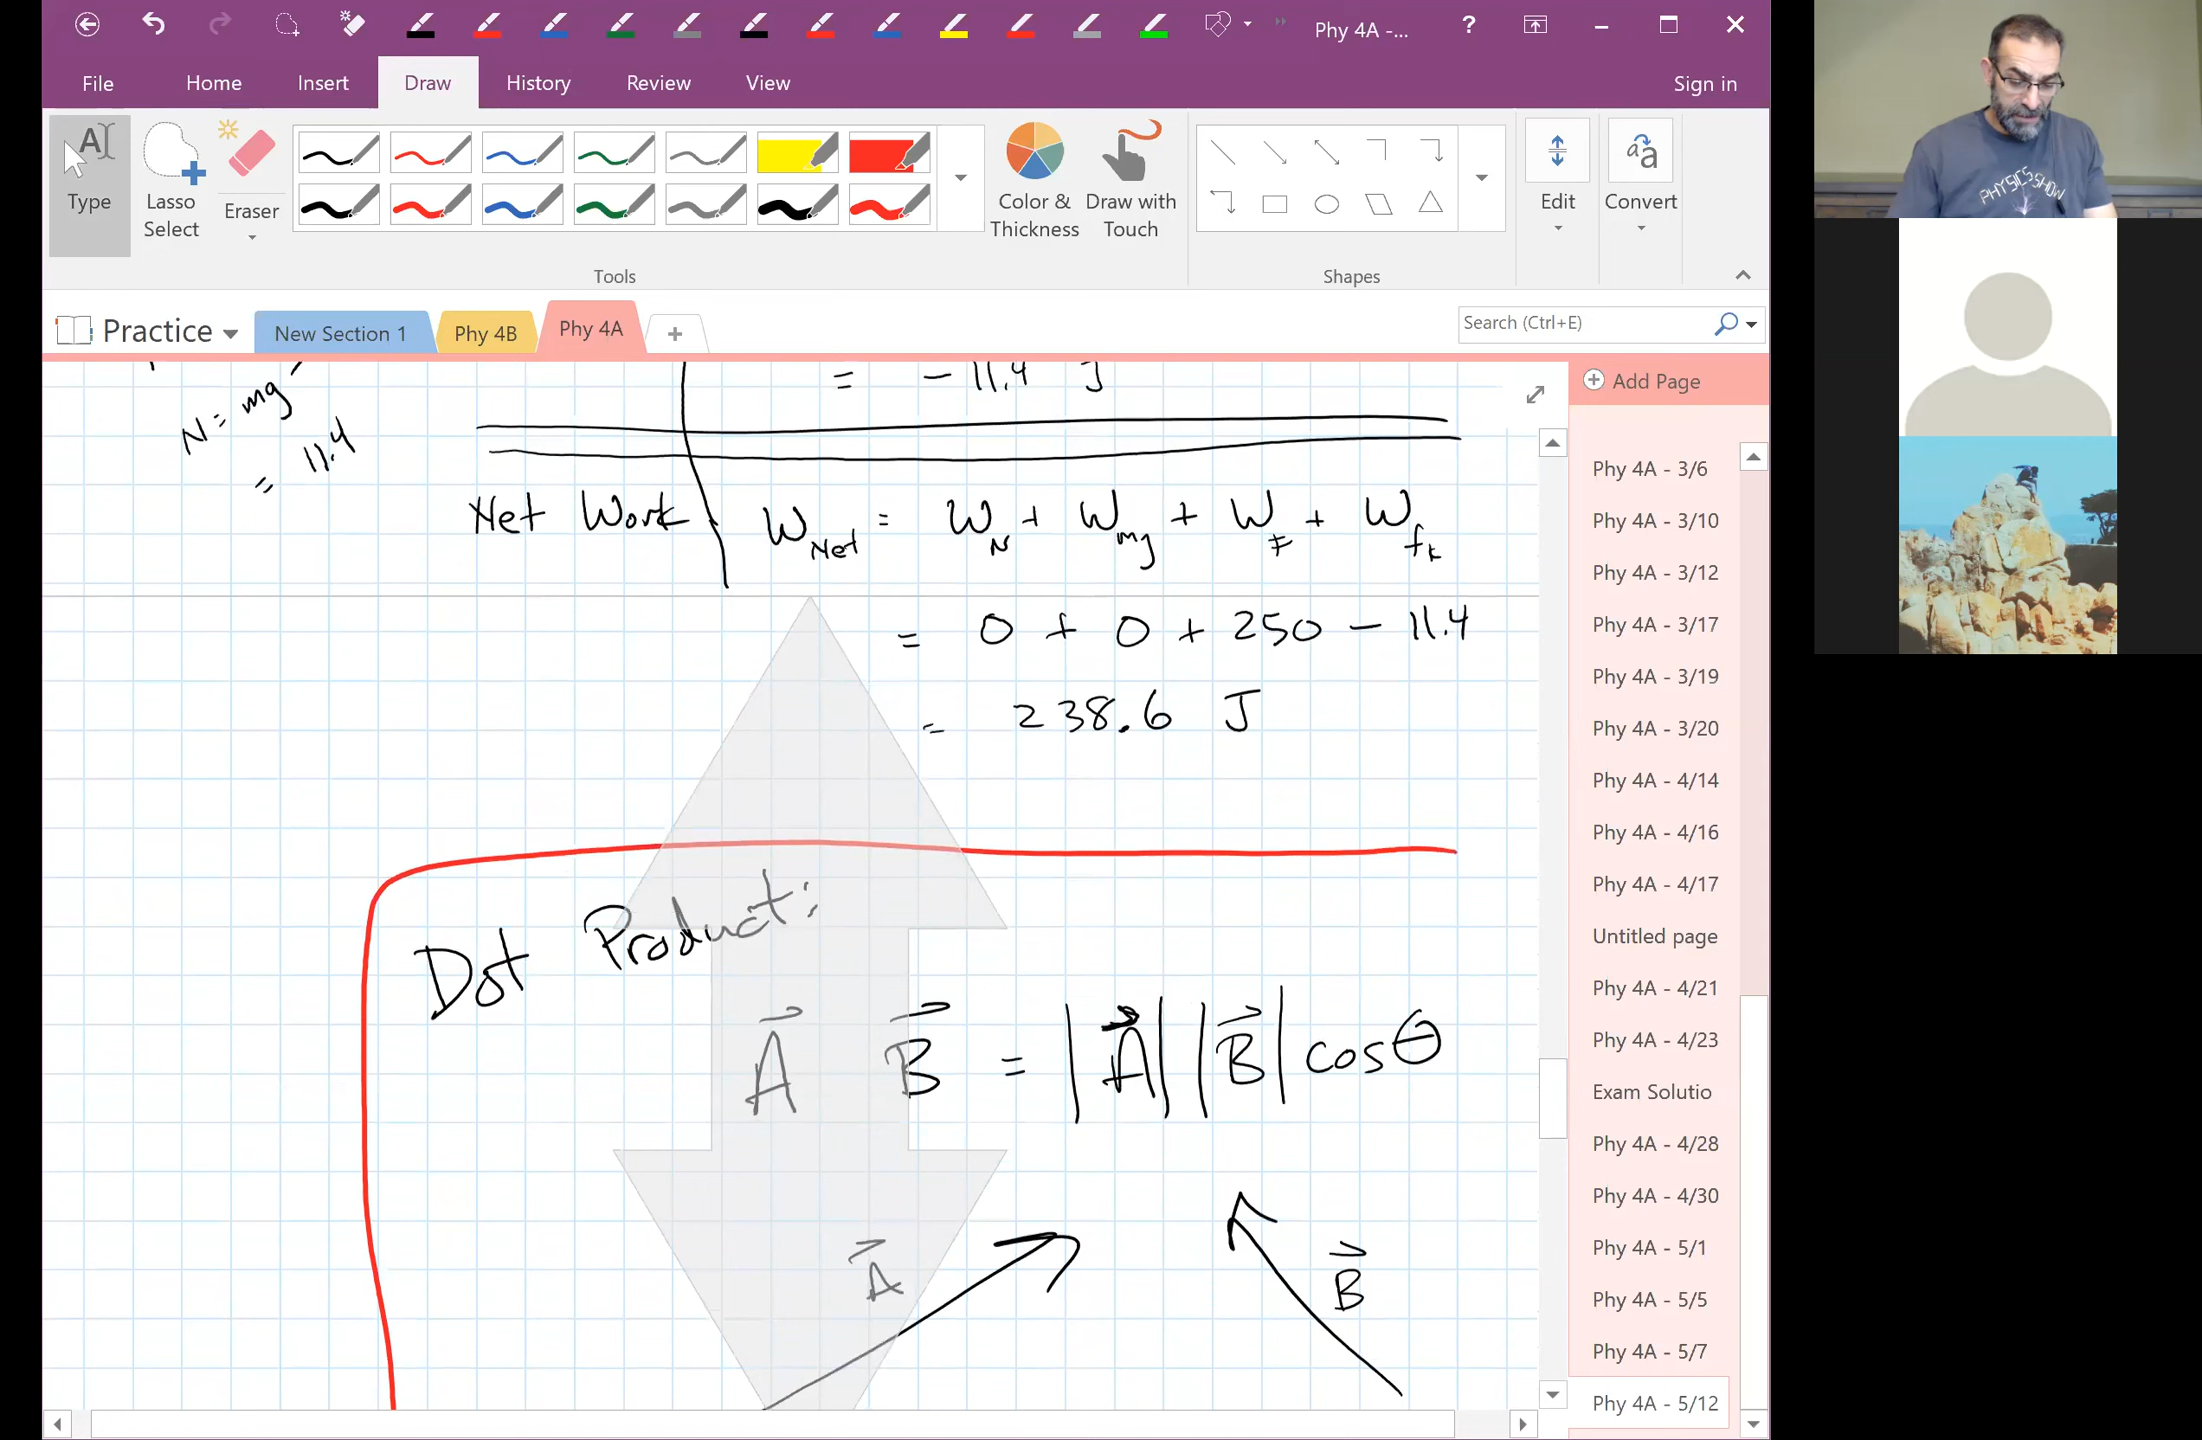 Phy 4A -...
?
File Home Insert Draw History Review View Sign in
Type
Lasso Select
Eraser
Color & Thickness
Draw with Touch
Edit
Convert
Tools
Shapes
Practice
New Section 1
Phy 4B
Phy 4A
Search (Ctrl+E)
Add Page
Phy 4A - 3/6
Phy 4A - 3/10
Phy 4A - 3/12
Phy 4A - 3/17
Phy 4A - 3/19
Phy 4A - 3/20
Phy 4A - 4/14
Phy 4A - 4/16
Phy 4A - 4/17
Untitled page
Phy 4A - 4/21
Phy 4A - 4/23
Exam Solutio
Phy 4A - 4/28
Phy 4A - 4/30
Phy 4A - 5/1
Phy 4A - 5/5
Phy 4A - 5/7
Phy 4A - 5/12
N = mg
= 11.4
= - 11.4 J
Net Work W_Net = W_N + W_mg + W_F + W_fk
= 0 + 0 + 250 - 11.4
= 238.6 J
Dot Product:
A⃗ B⃗ = |A⃗| |B⃗| cosθ
A⃗
B⃗
PHYSICS SHOW